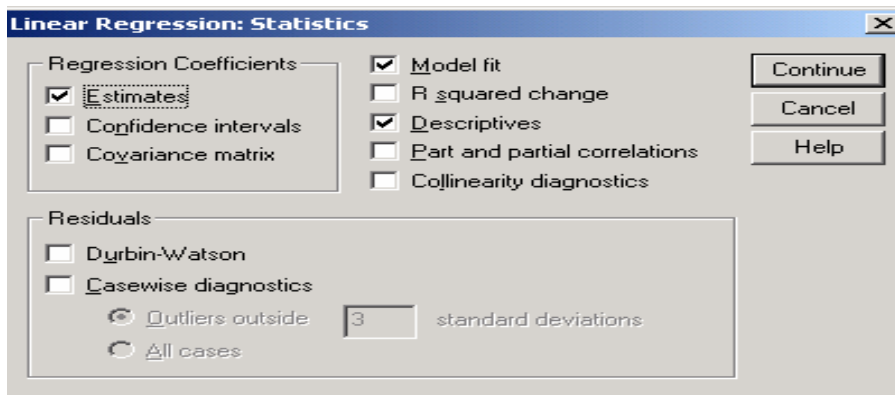 Linear Regression: Statistics
Regression Coefficients
Estimates
Confidence intervals
Covariance matrix
Model fit
R squared change
Descriptives
Part and partial correlations
Collinearity diagnostics
Continue
Cancel
Help
Residuals
Durbin-Watson
Casewise diagnostics
Outliers outside 3 standard deviations
All cases